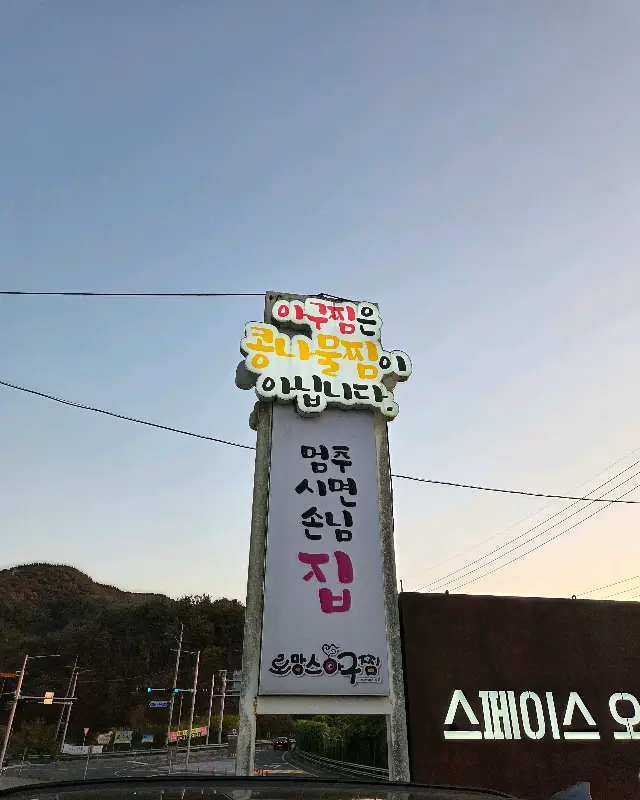 아구찜은
콩나물찜이
아닙니다.
멈추
시면
손님
집
로망스아구찜
스페이스